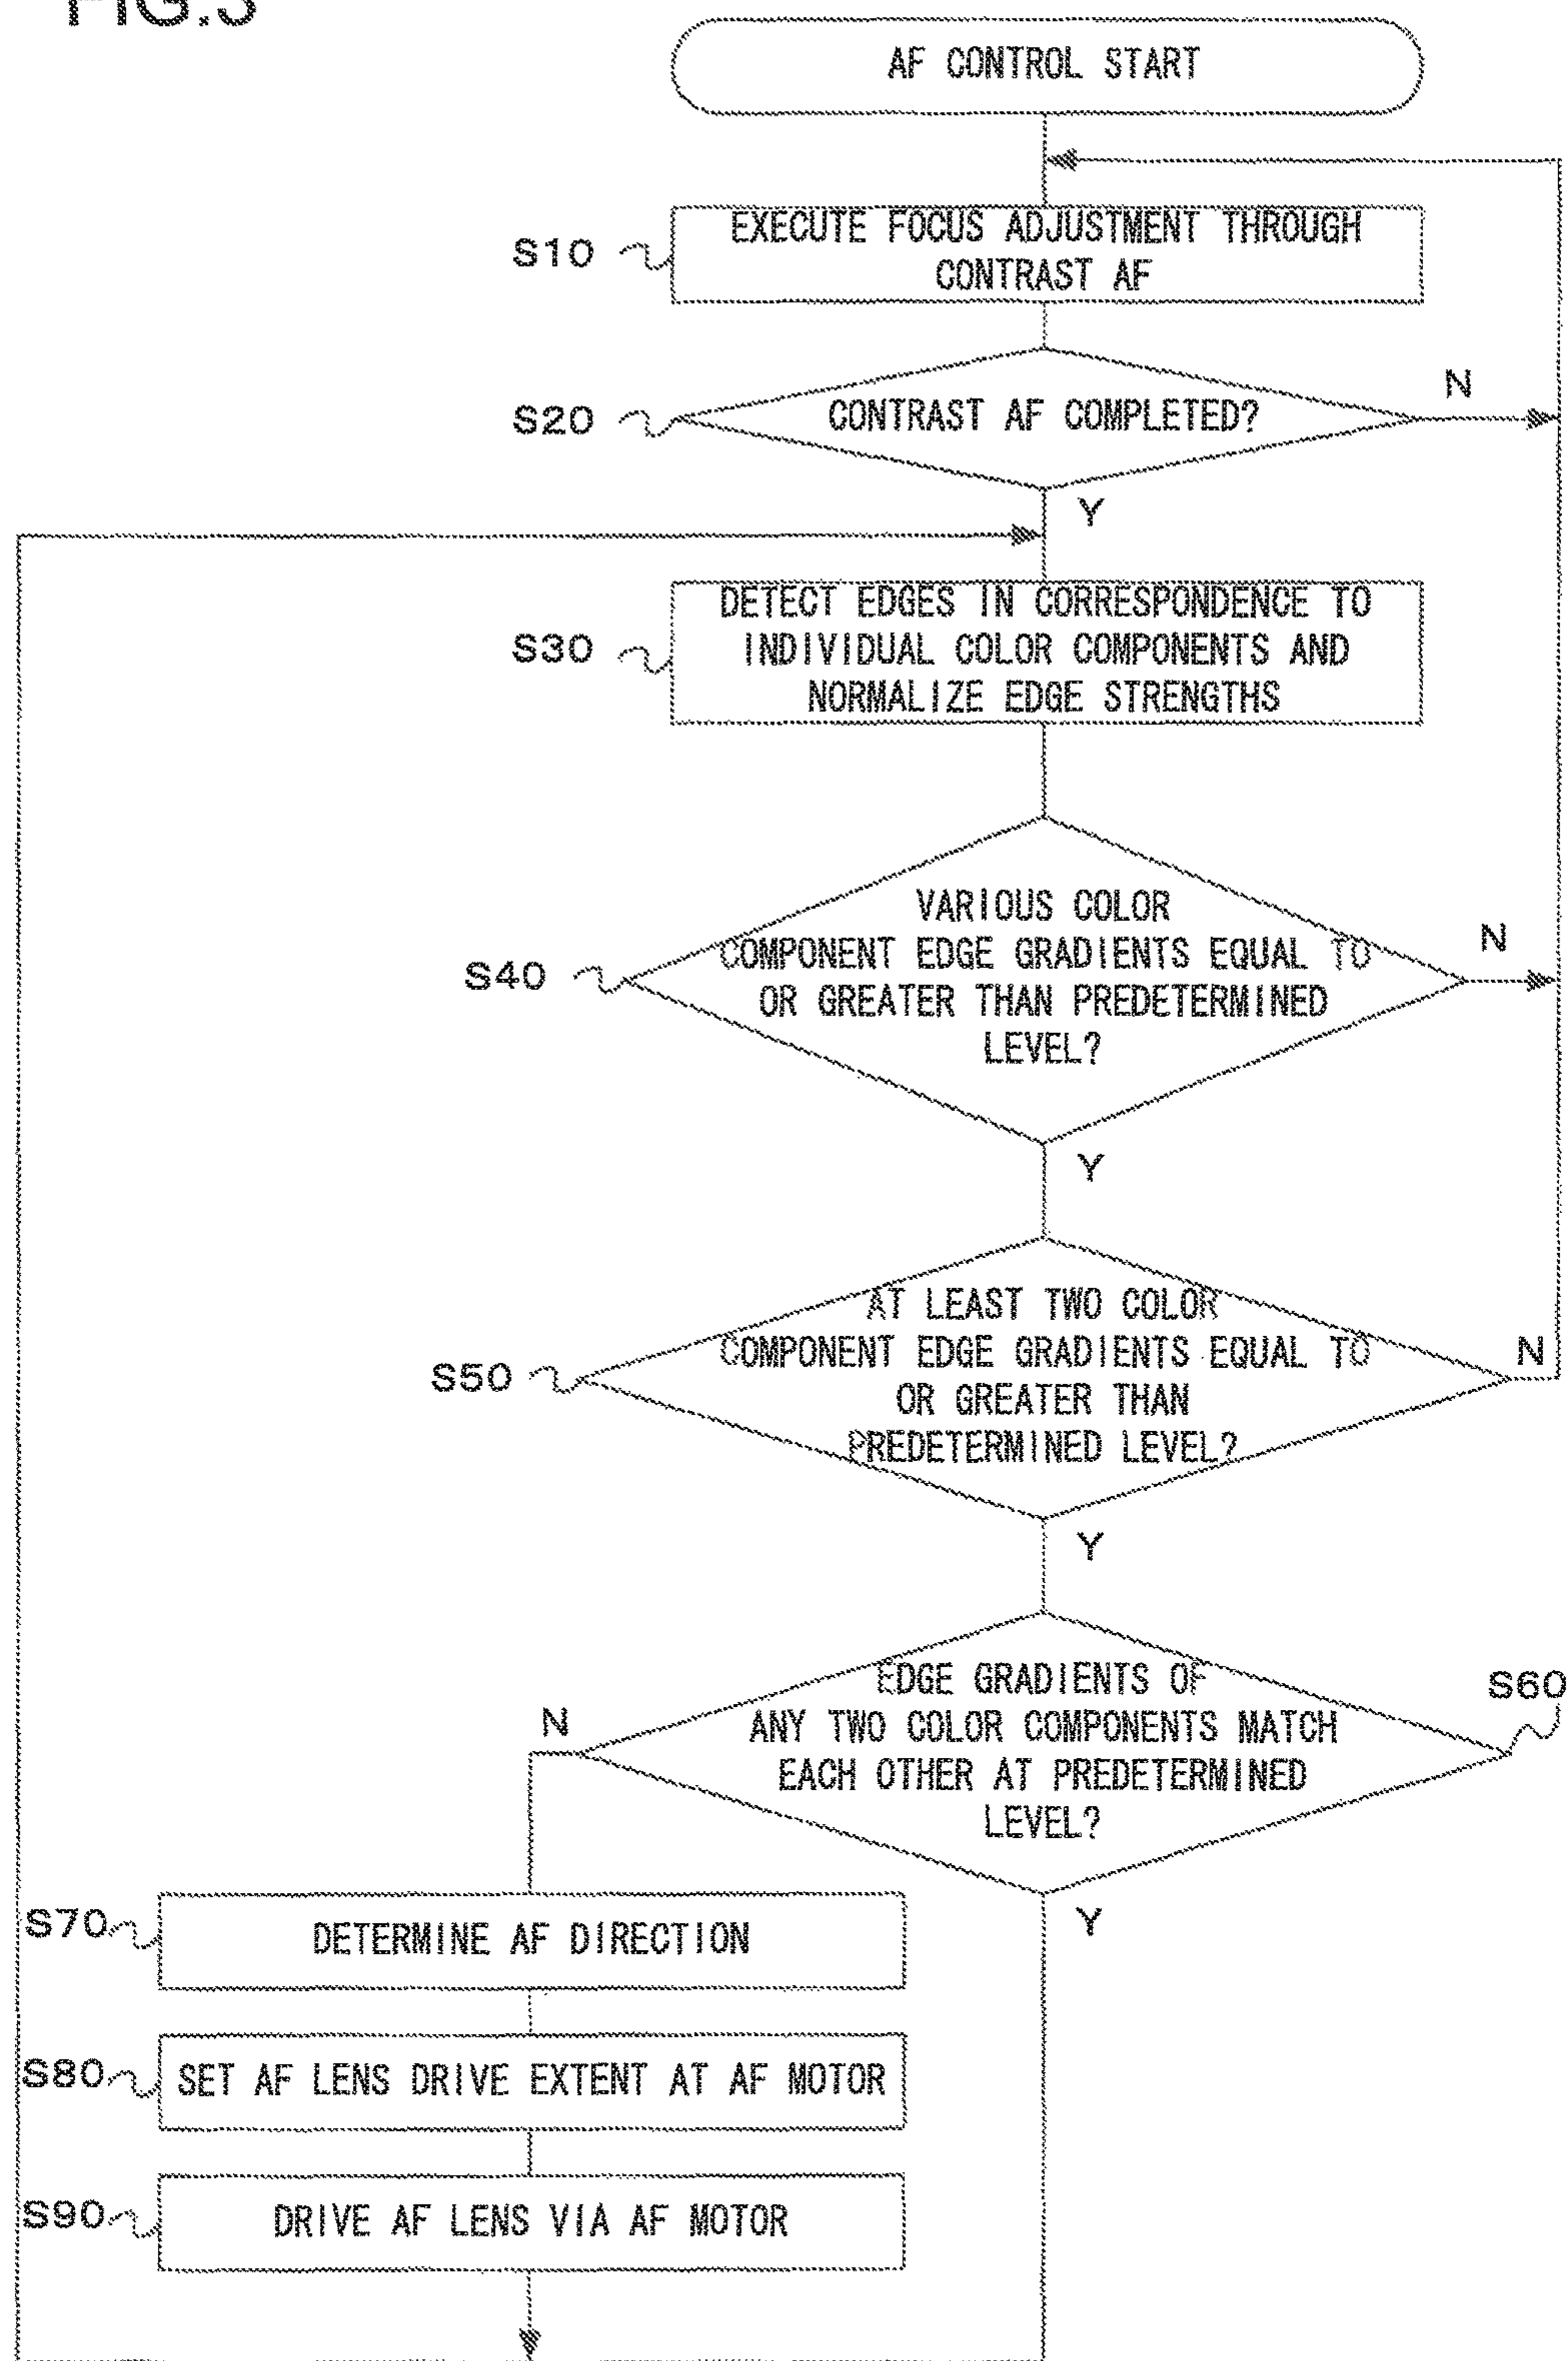 FIG.3
AF CONTROL START
S10
EXECUTE FOCUS ADJUSTMENT THROUGH
CONTRAST AF
S20
CONTRAST AF COMPLETED?
N
Y
S30
DETECT EDGES IN CORRESPONDENCE TO
INDIVIDUAL COLOR COMPONENTS AND
NORMALIZE EDGE STRENGTHS
S40
VARIOUS COLOR
COMPONENT EDGE GRADIENTS EQUAL TO
OR GREATER THAN PREDETERMINED
LEVEL?
N
Y
S50
AT LEAST TWO COLOR
COMPONENT EDGE GRADIENTS EQUAL TO
OR GREATER THAN
PREDETERMINED LEVEL?
N
Y
S60
EDGE GRADIENTS OF
ANY TWO COLOR COMPONENTS MATCH
EACH OTHER AT PREDETERMINED
LEVEL?
N
Y
S70
DETERMINE AF DIRECTION
S80
SET AF LENS DRIVE EXTENT AT AF MOTOR
S90
DRIVE AF LENS VIA AF MOTOR